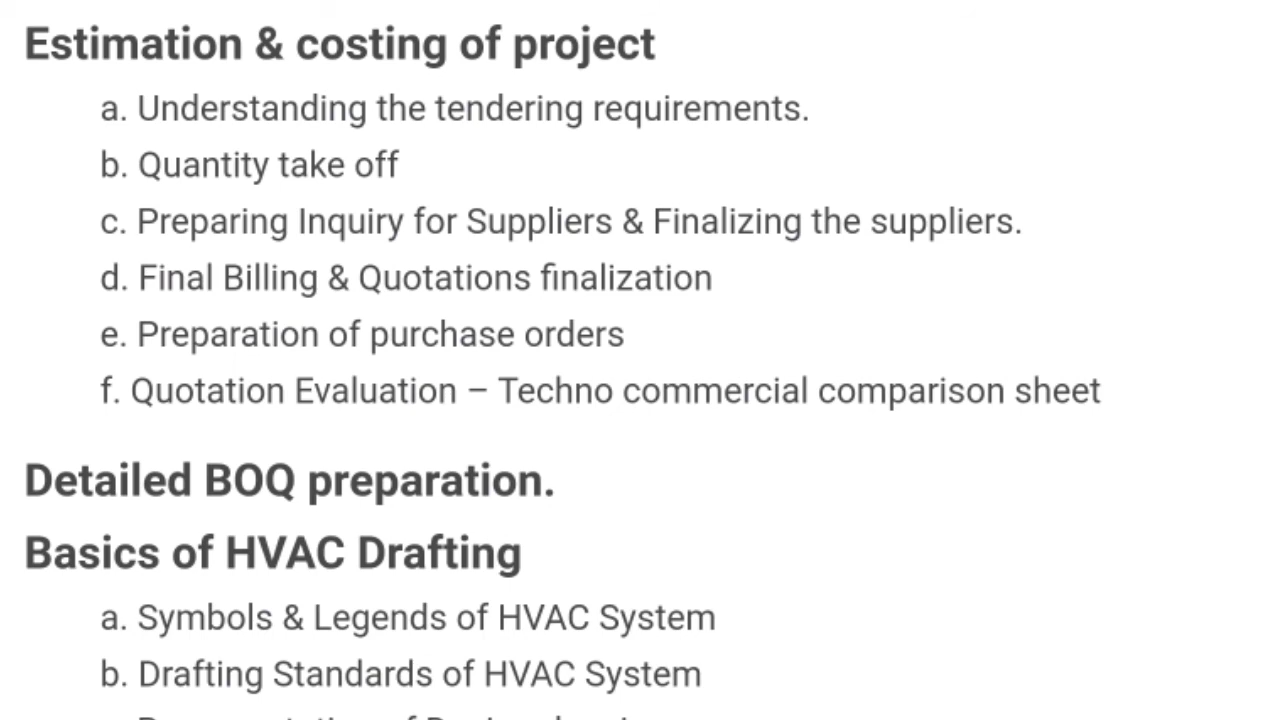 Estimation & costing of project
a. Understanding the tendering requirements.
b. Quantity take off
c. Preparing Inquiry for Suppliers & Finalizing the suppliers.
d. Final Billing & Quotations finalization
e. Preparation of purchase orders
f. Quotation Evaluation – Techno commercial comparison sheet
Detailed BOQ preparation.
Basics of HVAC Drafting
a. Symbols & Legends of HVAC System
b. Drafting Standards of HVAC System